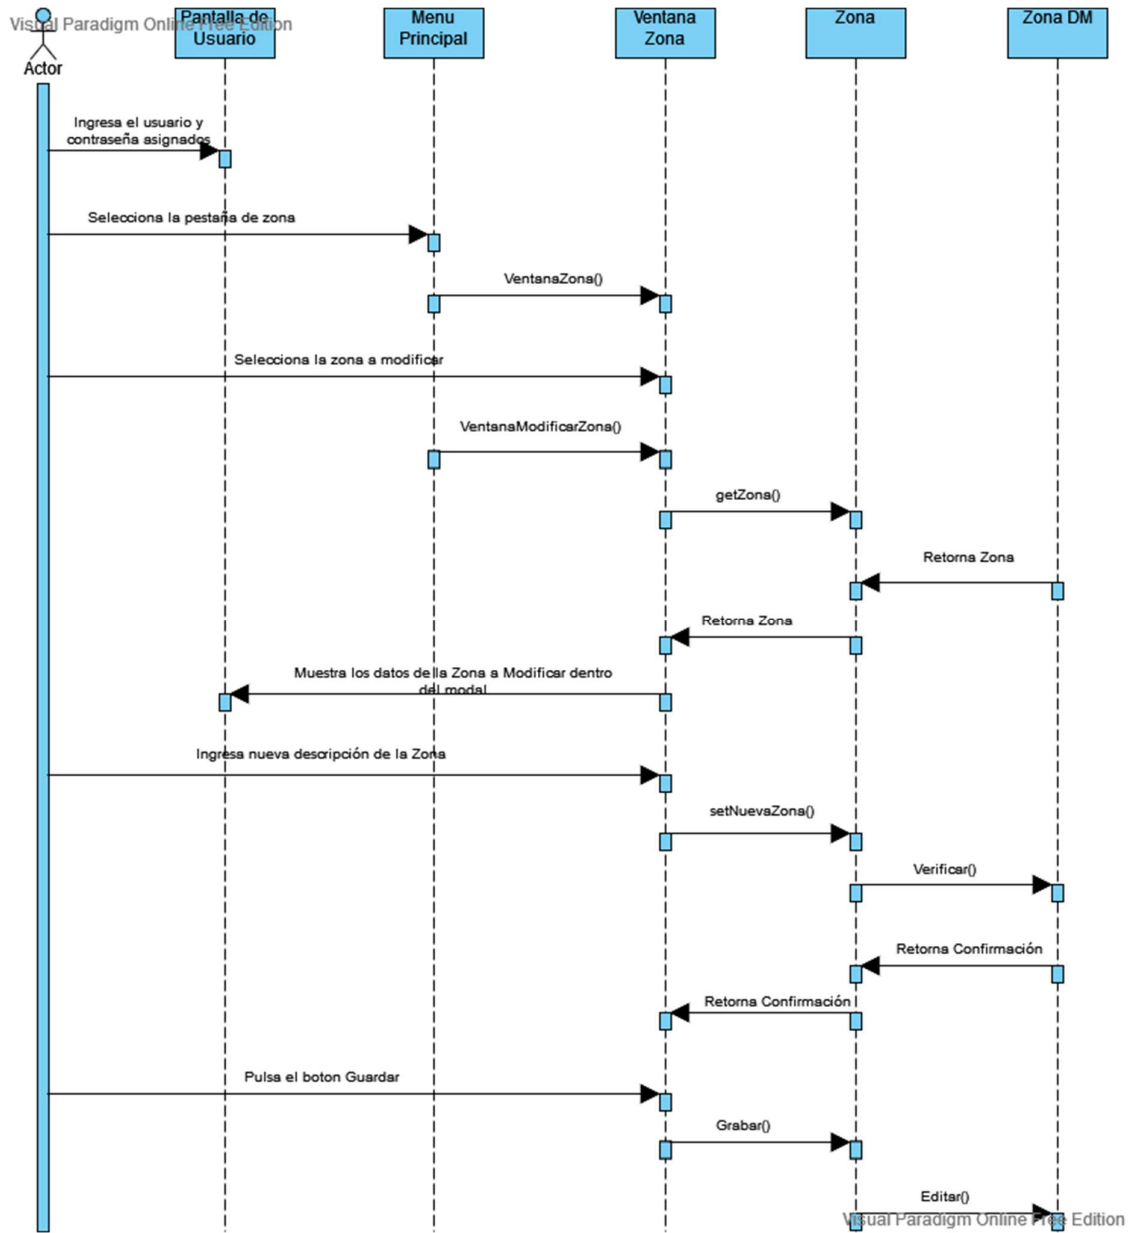 Visual Paradigm Online Free Edition
Actor
Pantalla de
Usuario
Menu
Principal
Ventana
Zona
Zona
Zona DM
Ingresa el usuario y
contraseña asignados
Selecciona la pestaña de zona
VentanaZona()
Selecciona la zona a modificar
VentanaModificarZona()
getZona()
Retorna Zona
Retorna Zona
Muestra los datos de la Zona a Modificar dentro
del modal
Ingresa nueva descripción de la Zona
setNuevaZona()
Verificar()
Retorna Confirmación
Retorna Confirmación
Pulsa el boton Guardar
Grabar()
Editar()
Visual Paradigm Online Free Edition